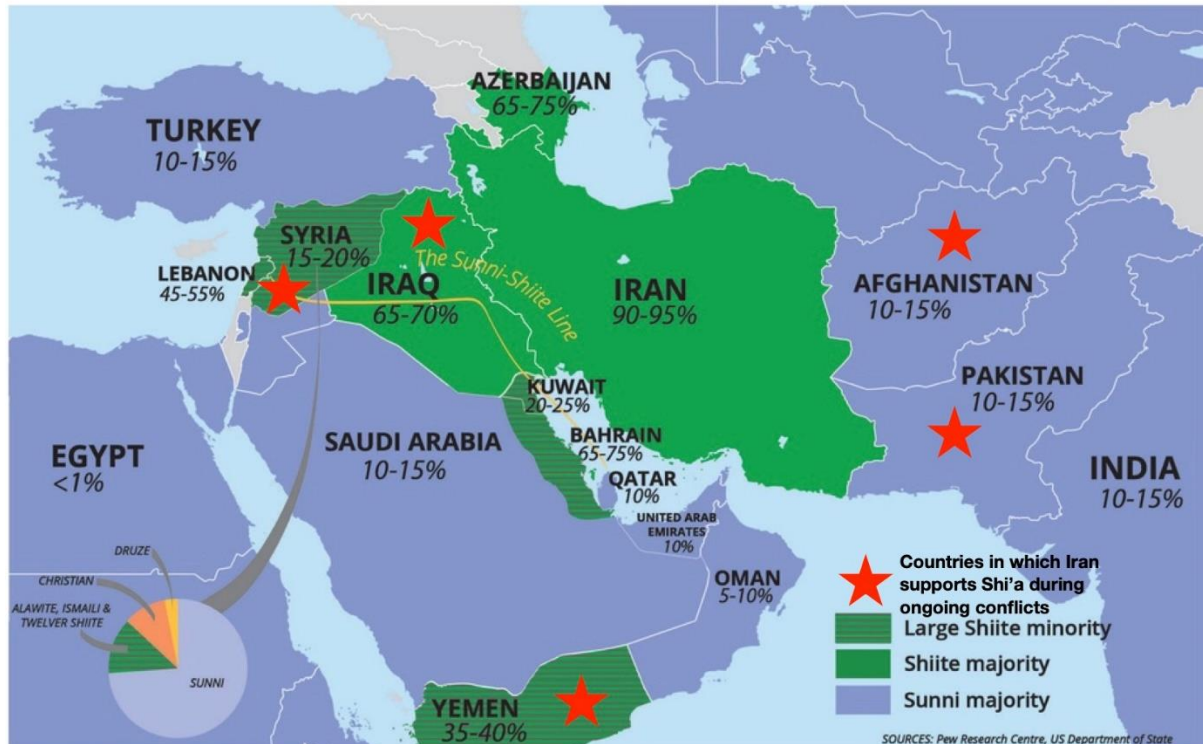 AZERBAIJAN
65-75%
TURKEY
10-15%
SYRIA
15-20%
LEBANON
45-55%
The Sunni-Shiite Line
IRAQ
65-70%
IRAN
90-95%
AFGHANISTAN
10-15%
PAKISTAN
10-15%
KUWAIT
20-25%
BAHRAIN
65-75%
QATAR
10%
UNITED ARAB
EMIRATES
10%
SAUDI ARABIA
10-15%
EGYPT
<1%
INDIA
10-15%
OMAN
5-10%
YEMEN
35-40%
DRUZE
CHRISTIAN
ALAWITE, ISMAILI &
TWELVER SHIITE
SUNNI
Countries in which Iran
supports Shi'a during
ongoing conflicts
Large Shiite minority
Shiite majority
Sunni majority
SOURCES: Pew Research Centre, US Department of State